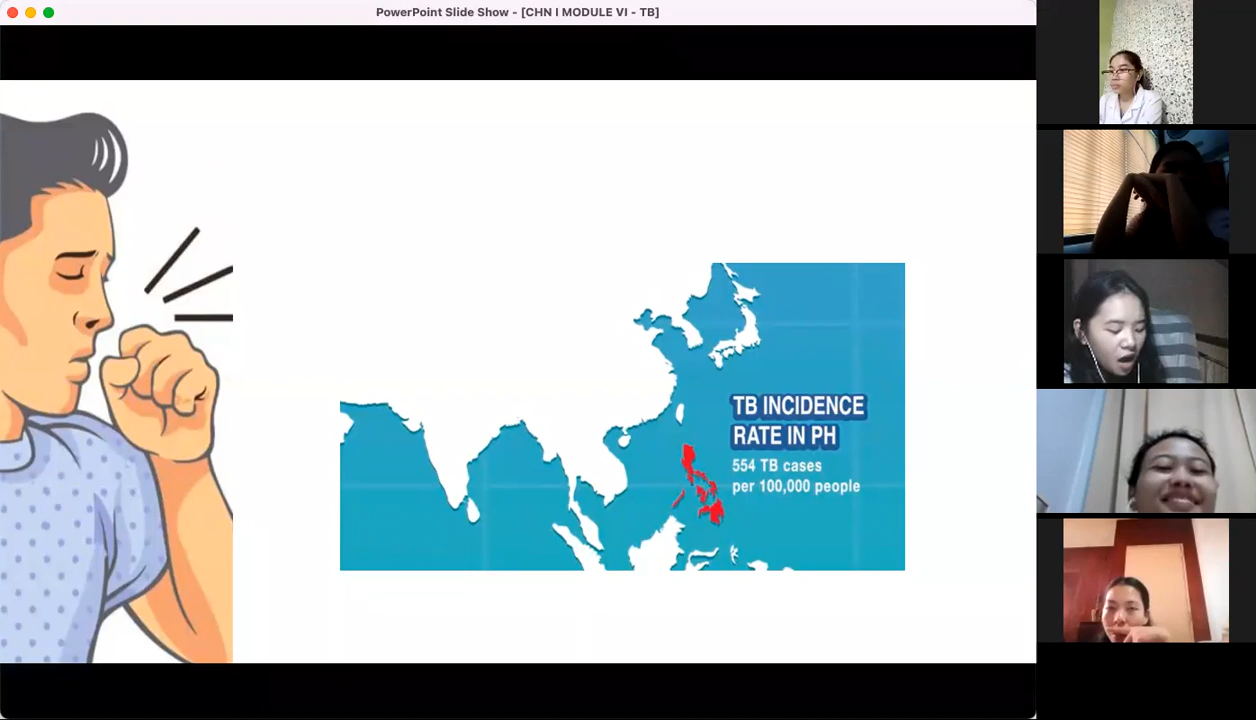 PowerPoint Slide Show - [CHN I MODULE VI - TB]
TB INCIDENCE
RATE IN PH
554 TB cases
per 100,000 people